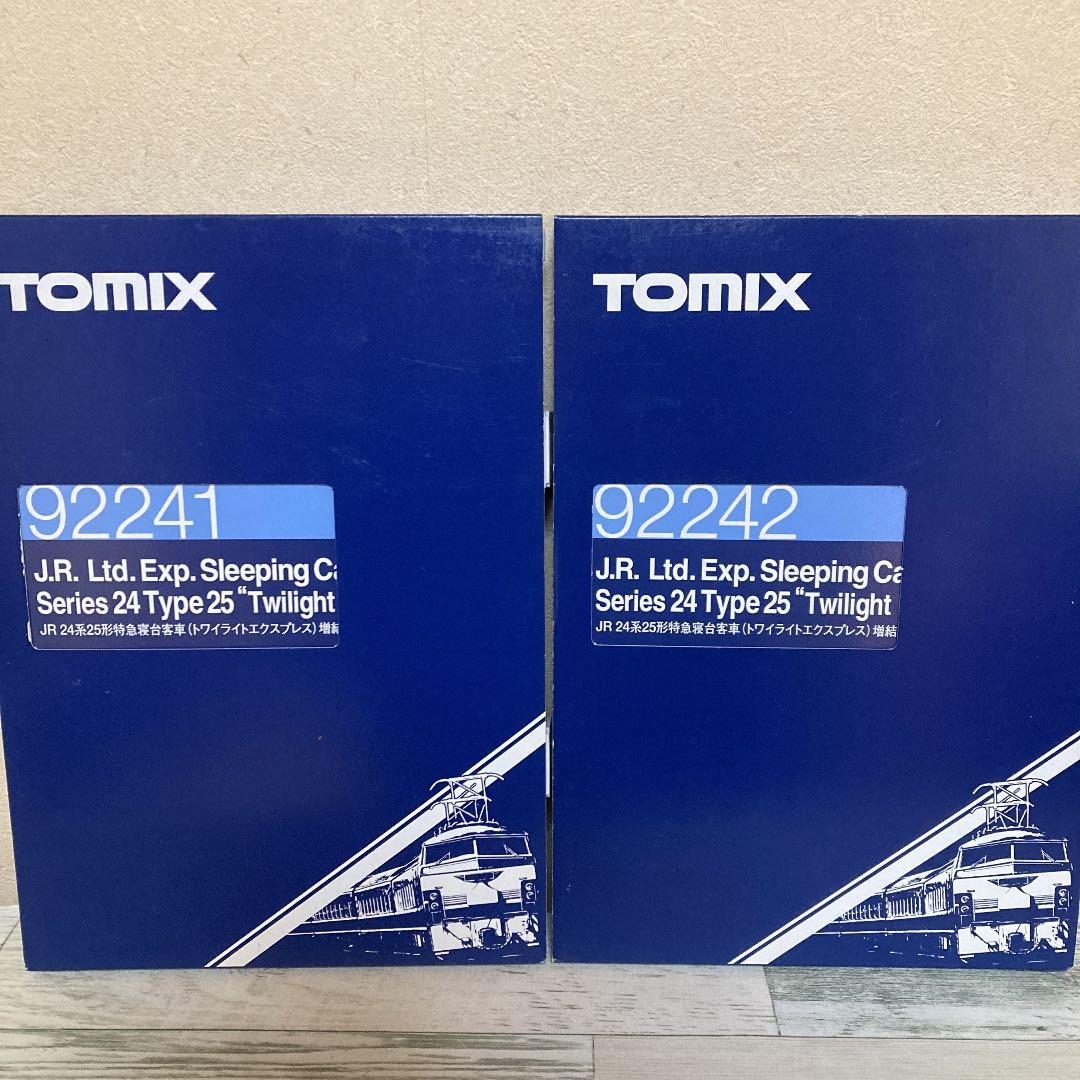 TOMIX
92241
J.R. Ltd. Exp. Sleeping Ca
Series 24 Type 25 “Twilight
JR 24系25形特急寝台客車(トワイライトエクスプレス)増結
TOMIX
92242
J.R. Ltd. Exp. Sleeping Ca
Series 24 Type 25 “Twilight
JR 24系25形特急寝台客車(トワイライトエクスプレス)増結